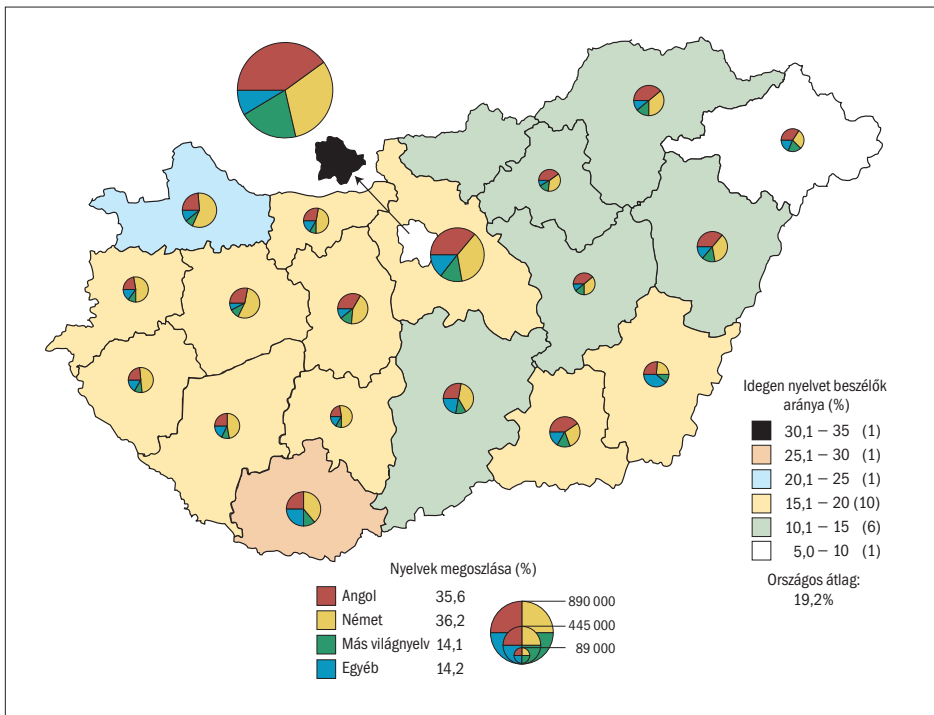 Idegen nyelvet beszélők
aránya (%)
30,1 – 35 (1)
25,1 – 30 (1)
20,1 – 25 (1)
15,1 – 20 (10)
10,1 – 15 (6)
5,0 – 10 (1)
Országos átlag:
19,2%
Nyelvek megoszlása (%)
Angol 35,6
Német 36,2
Más világnyelv 14,1
Egyéb 14,2
890 000
445 000
89 000